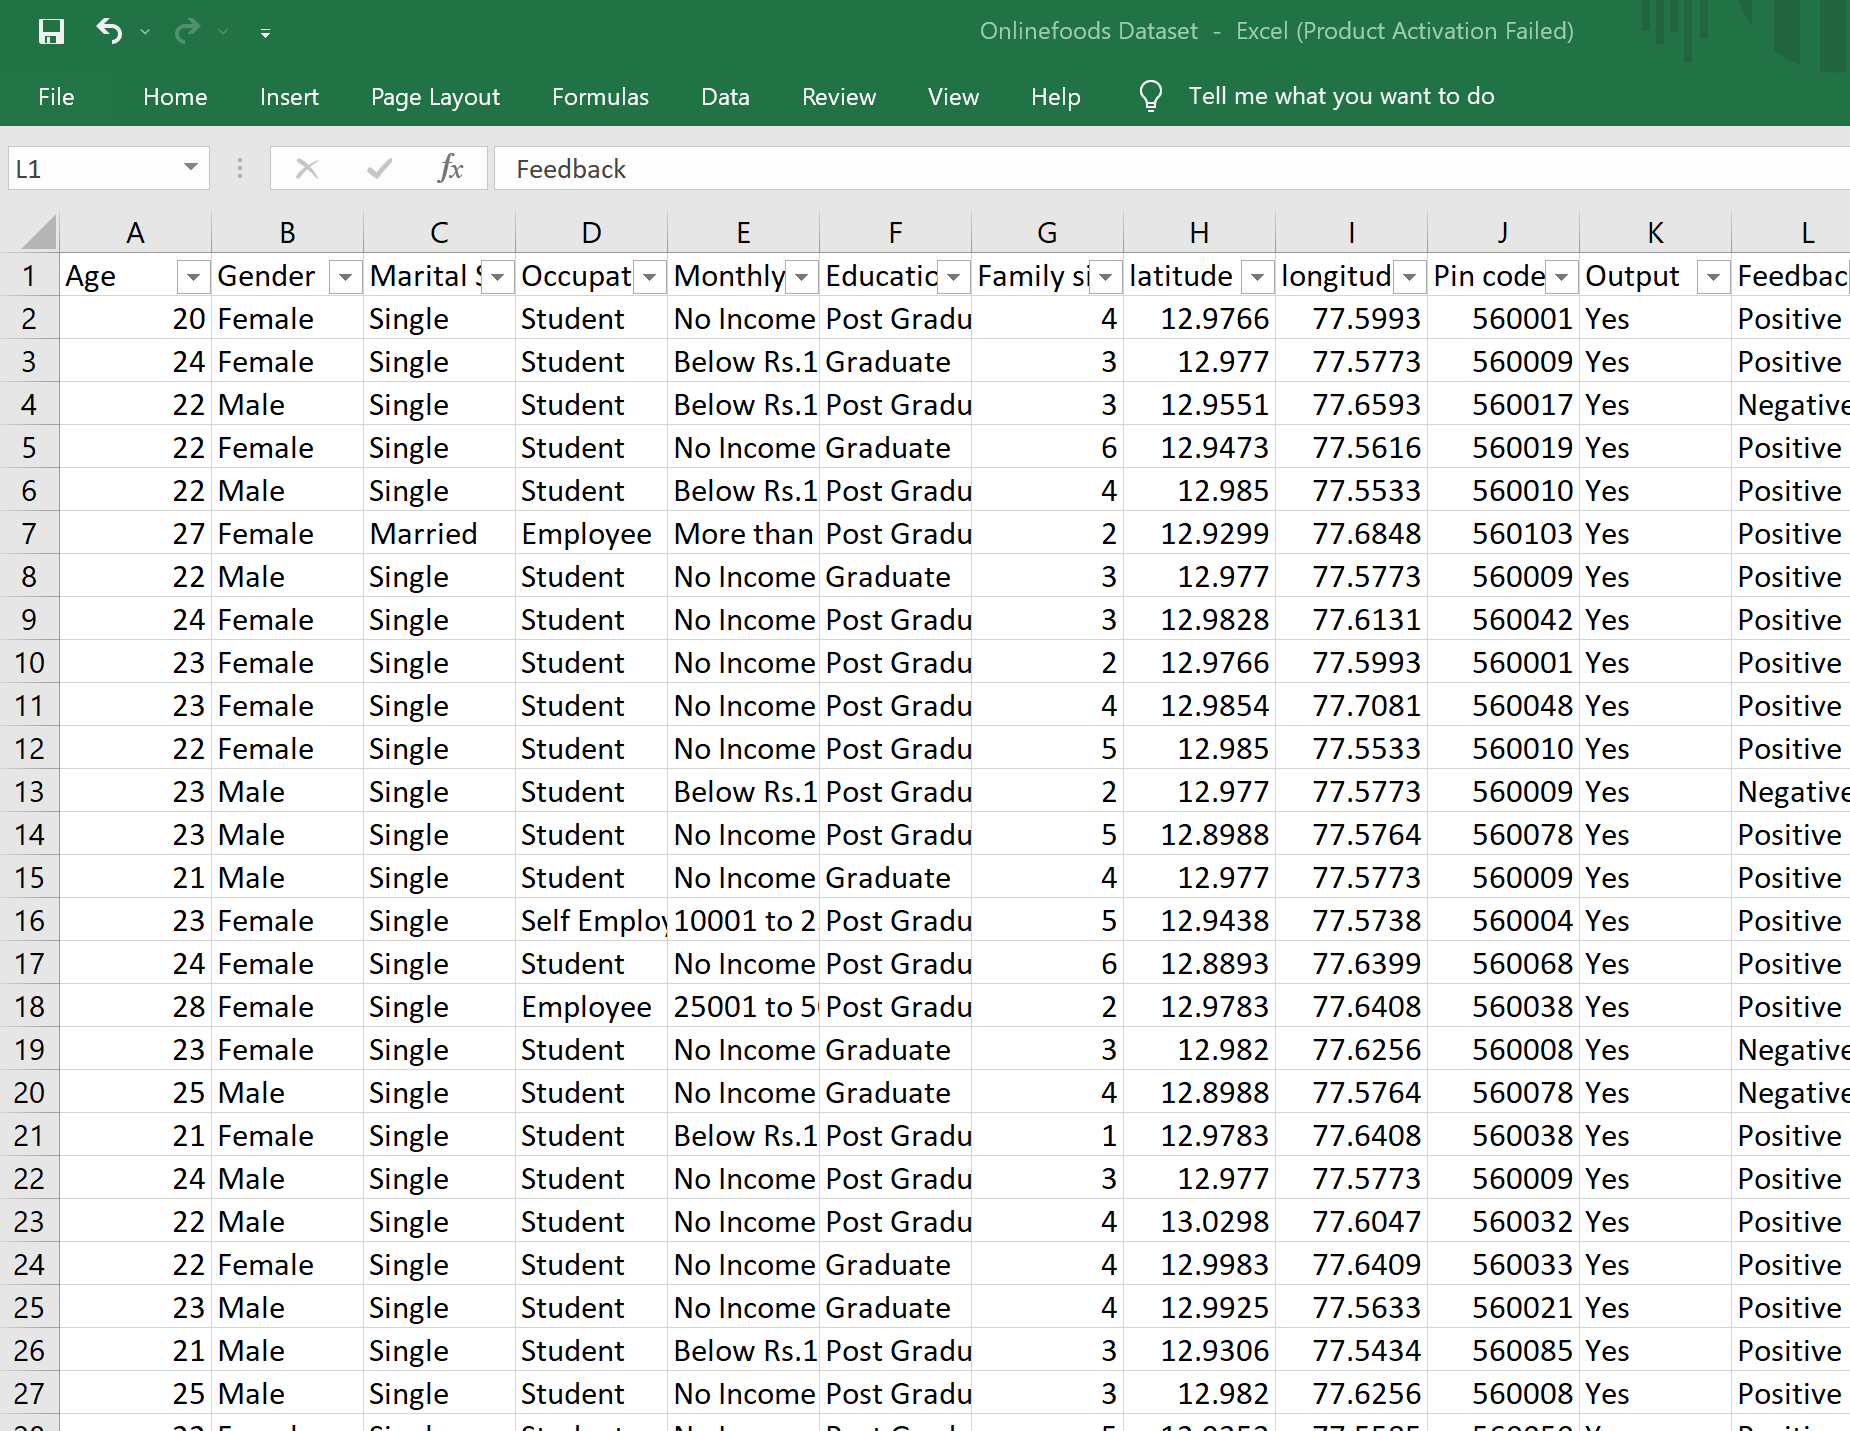 Onlinefoods Dataset - Excel (Product Activation Failed)
File Home Insert Page Layout Formulas Data Review View Help Tell me what you want to do
L1 fx Feedback
A B C D E F G H I J K L
1 Age Gender Marital S Occupat Monthly Educatio Family si latitude longitud Pin code Output Feedbac
2 20 Female Single Student No Income Post Gradu 4 12.9766 77.5993 560001 Yes Positive
3 24 Female Single Student Below Rs.1 Graduate 3 12.977 77.5773 560009 Yes Positive
4 22 Male Single Student Below Rs.1 Post Gradu 3 12.9551 77.6593 560017 Yes Negative
5 22 Female Single Student No Income Graduate 6 12.9473 77.5616 560019 Yes Positive
6 22 Male Single Student Below Rs.1 Post Gradu 4 12.985 77.5533 560010 Yes Positive
7 27 Female Married Employee More than Post Gradu 2 12.9299 77.6848 560103 Yes Positive
8 22 Male Single Student No Income Graduate 3 12.977 77.5773 560009 Yes Positive
9 24 Female Single Student No Income Post Gradu 3 12.9828 77.6131 560042 Yes Positive
10 23 Female Single Student No Income Post Gradu 2 12.9766 77.5993 560001 Yes Positive
11 23 Female Single Student No Income Post Gradu 4 12.9854 77.7081 560048 Yes Positive
12 22 Female Single Student No Income Post Gradu 5 12.985 77.5533 560010 Yes Positive
13 23 Male Single Student Below Rs.1 Post Gradu 2 12.977 77.5773 560009 Yes Negative
14 23 Male Single Student No Income Post Gradu 5 12.8988 77.5764 560078 Yes Positive
15 21 Male Single Student No Income Graduate 4 12.977 77.5773 560009 Yes Positive
16 23 Female Single Self Employ 10001 to 2 Post Gradu 5 12.9438 77.5738 560004 Yes Positive
17 24 Female Single Student No Income Post Gradu 6 12.8893 77.6399 560068 Yes Positive
18 28 Female Single Employee 25001 to 5 Post Gradu 2 12.9783 77.6408 560038 Yes Positive
19 23 Female Single Student No Income Graduate 3 12.982 77.6256 560008 Yes Negative
20 25 Male Single Student No Income Graduate 4 12.8988 77.5764 560078 Yes Negative
21 21 Female Single Student Below Rs.1 Post Gradu 1 12.9783 77.6408 560038 Yes Positive
22 24 Male Single Student No Income Post Gradu 3 12.977 77.5773 560009 Yes Positive
23 22 Male Single Student No Income Post Gradu 4 13.0298 77.6047 560032 Yes Positive
24 22 Female Single Student No Income Graduate 4 12.9983 77.6409 560033 Yes Positive
25 23 Male Single Student No Income Graduate 4 12.9925 77.5633 560021 Yes Positive
26 21 Male Single Student Below Rs.1 Post Gradu 3 12.9306 77.5434 560085 Yes Positive
27 25 Male Single Student No Income Post Gradu 3 12.982 77.6256 560008 Yes Positive